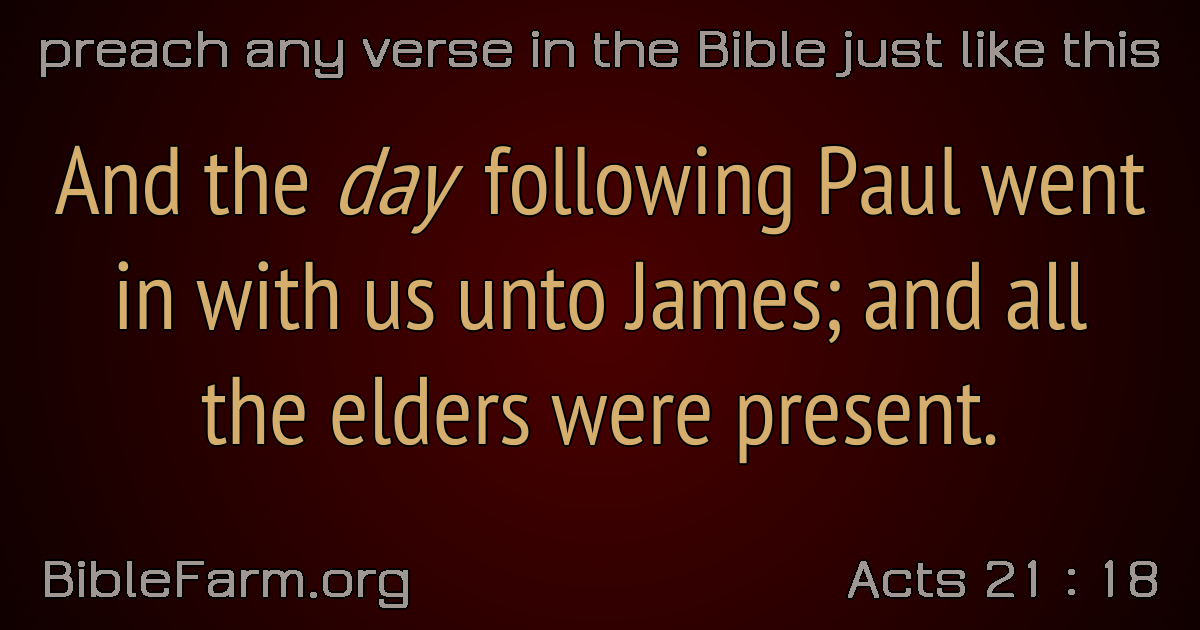 preach any verse in the Bible just like this
And the day following Paul went
in with us unto James; and all
the elders were present.
BibleFarm.org
Acts 21 : 18